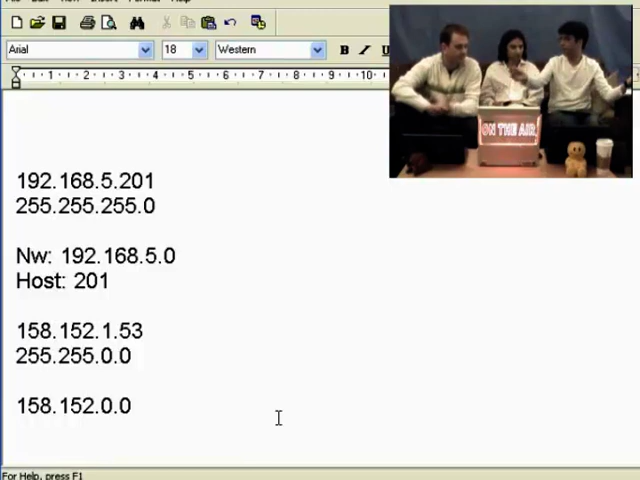 Arial 18 Western B I U
1 2 3 4 5 6 7 8 9 10
ON THE AIR
192.168.5.201
255.255.255.0
Nw: 192.168.5.0
Host: 201
158.152.1.53
255.255.0.0
158.152.0.0
For Help, press F1